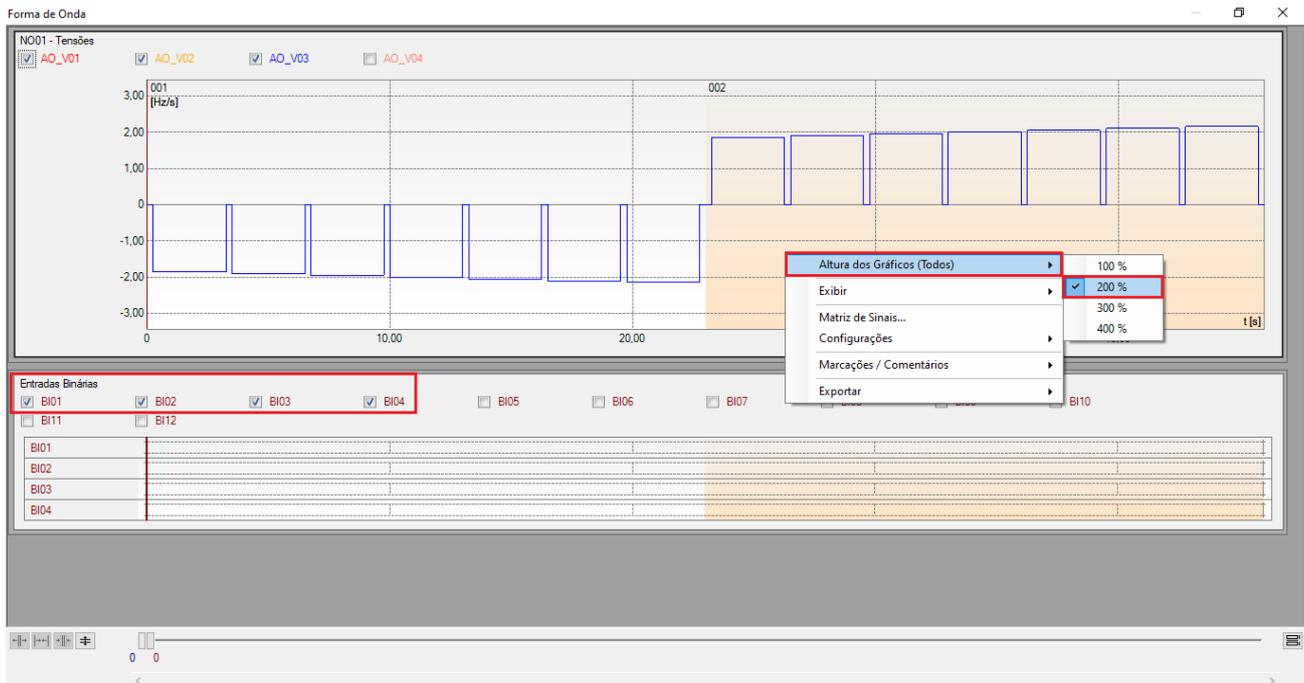 Forma de Onda
NO01 - Tensões
AO_V01 AO_V02 AO_V03 AO_V04
001 002
[Hz/s]
3,00
2,00
1,00
0
-1,00
-2,00
-3,00
t [s]
0 10,00 20,00
Altura dos Gráficos (Todos)
Exibir
Matriz de Sinais...
Configurações
Marcações / Comentários
Exportar
100 %
200 %
300 %
400 %
Entradas Binárias
BI01 BI02 BI03 BI04 BI05 BI06 BI07 BI10
BI11 BI12
BI01
BI02
BI03
BI04
0 0